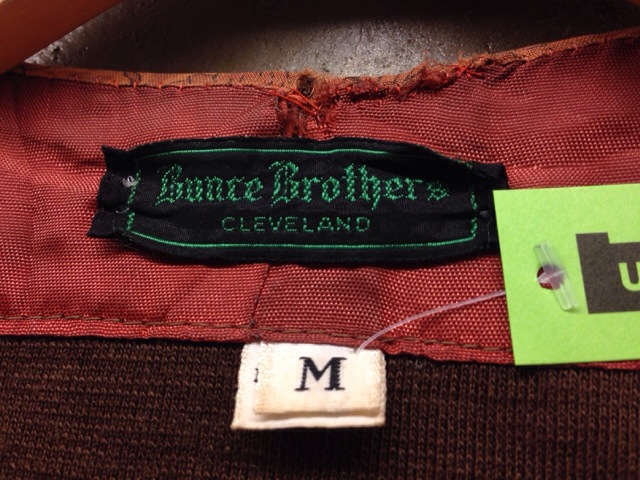 Bunce Brothers
CLEVELAND
M
U